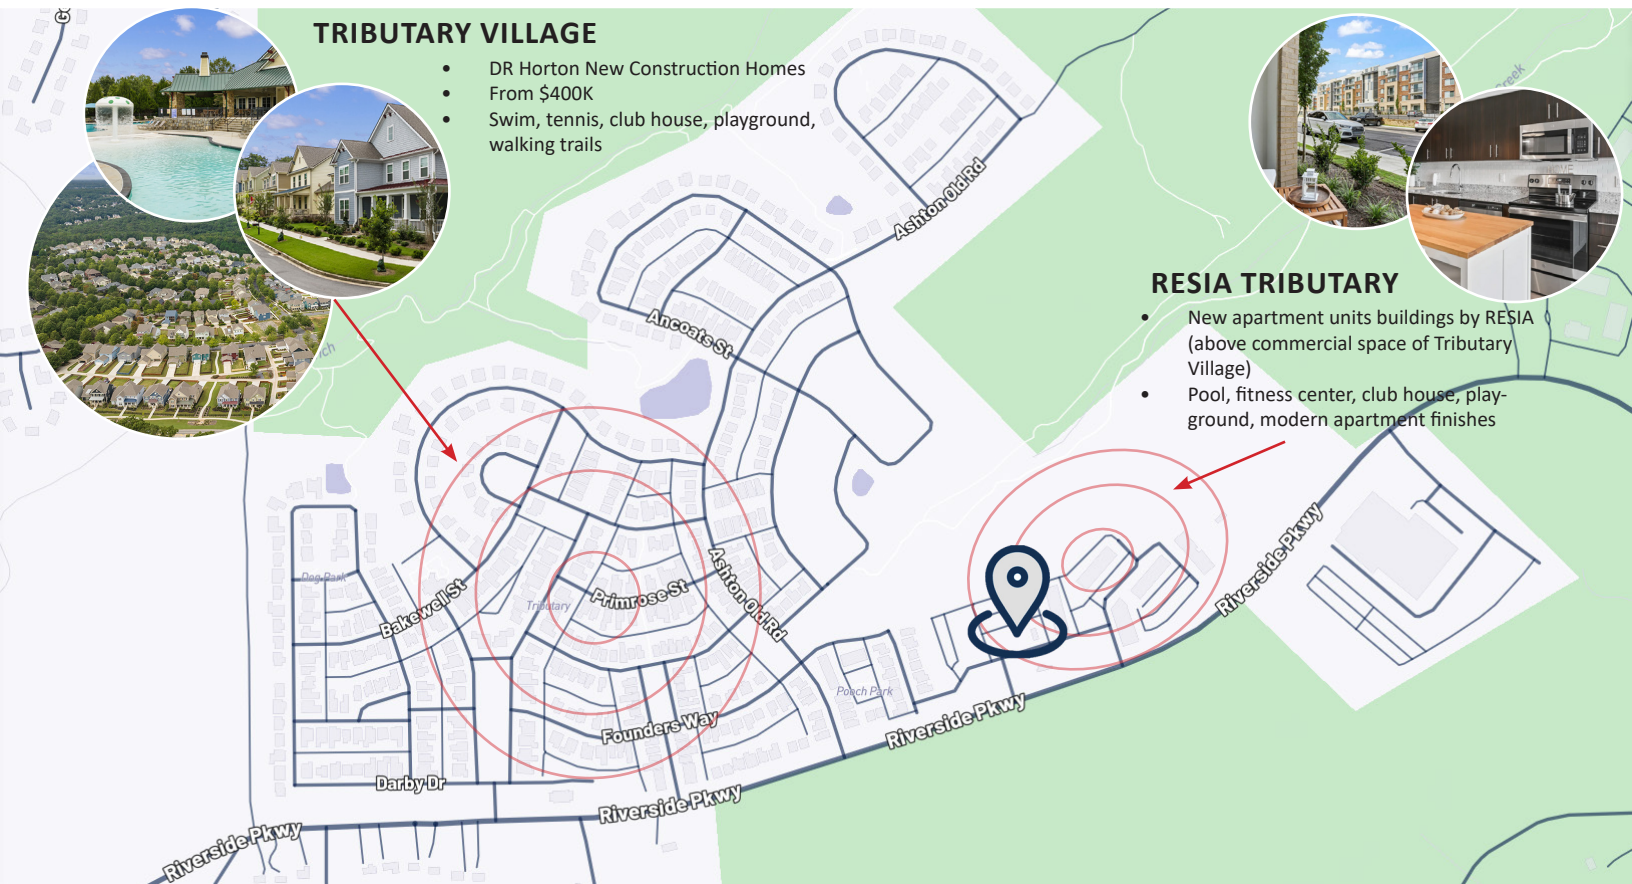 TRIBUTARY VILLAGE
• DR Horton New Construction Homes
• From $400K
• Swim, tennis, club house, playground,
walking trails
RESIA TRIBUTARY
• New apartment units buildings by RESIA
(above commercial space of Tributary
Village)
• Pool, fitness center, club house, play-
ground, modern apartment finishes
Creek
Ashton Old Rd
Ancoats St
Dog Park
Bakewell St
Tributary
Primrose St
Ashton Old Rd
Riverside Pkwy
Pooch Park
Founders Way
Riverside Pkwy
Darby Dr
Riverside Pkwy
Riverside Pkwy